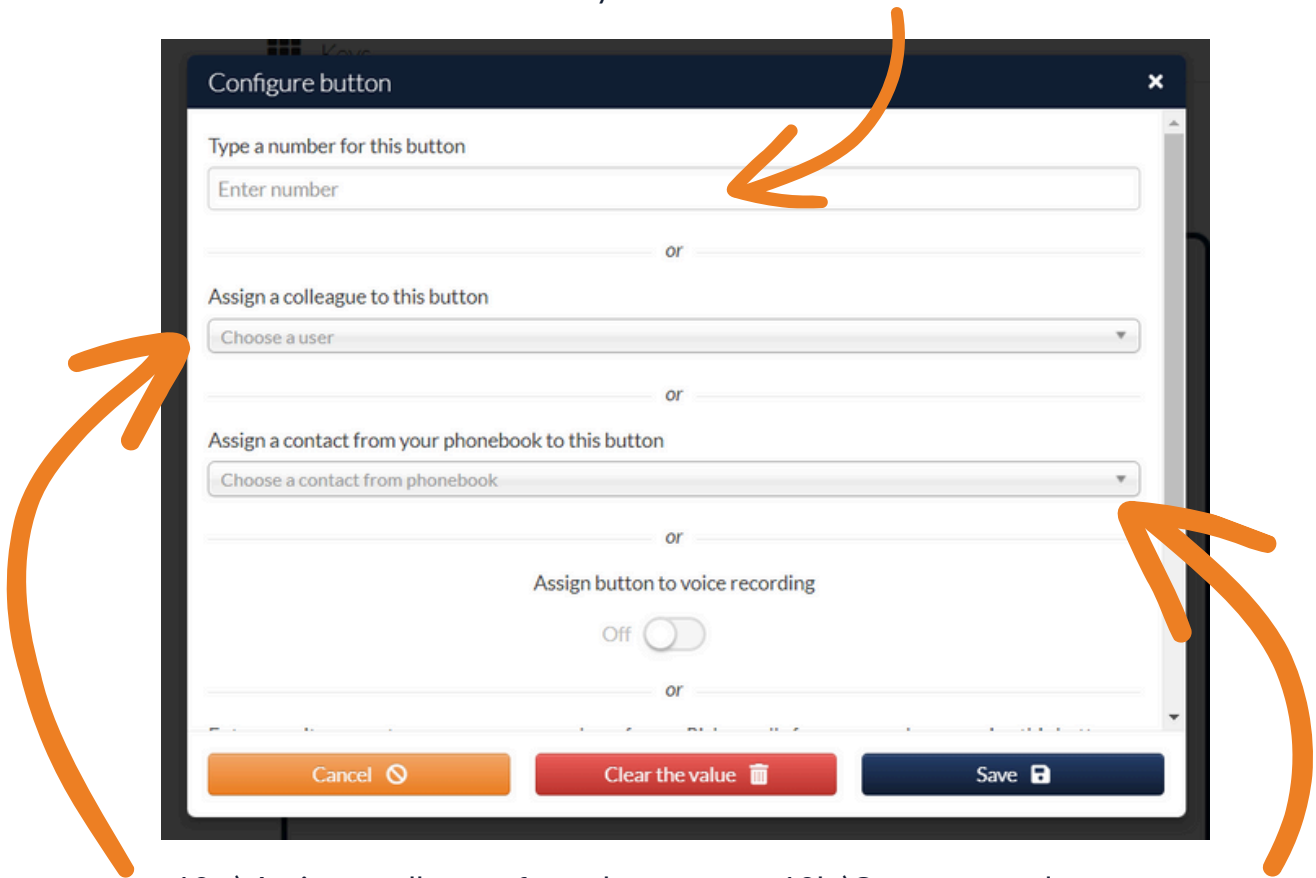 Keys
Configure button
Type a number for this button
Enter number
or
Assign a colleague to this button
Choose a user
or
Assign a contact from your phonebook to this button
Choose a contact from phonebook
or
Assign button to voice recording
Off
or
Cancel
Clear the value
Save